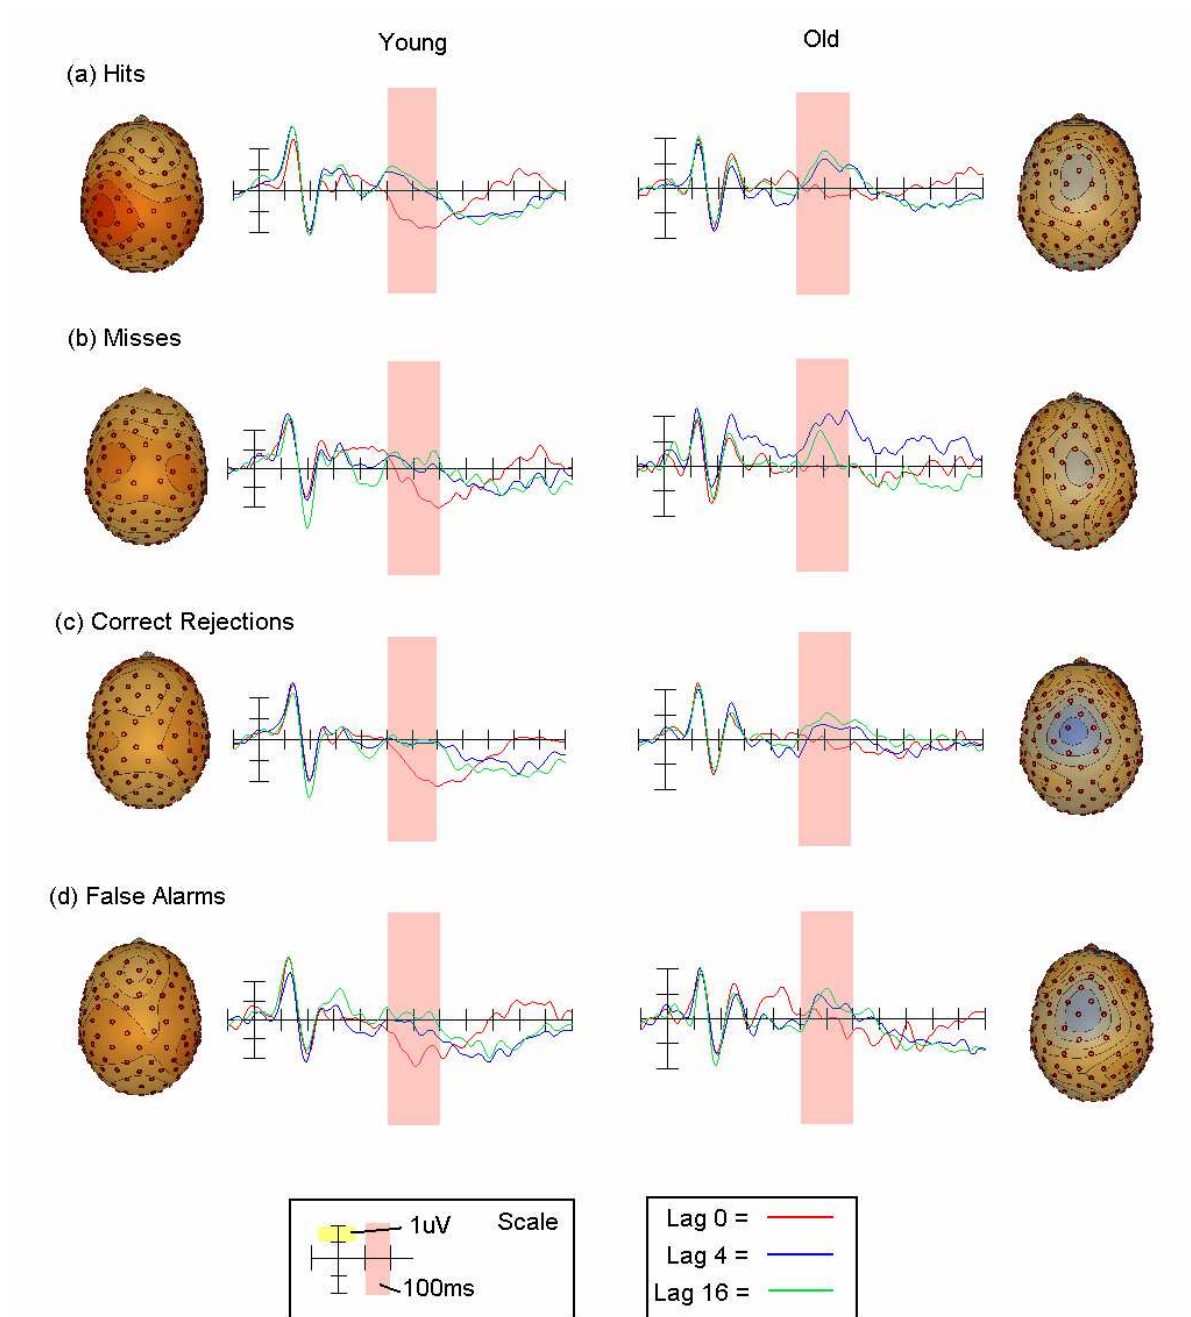 Young
Old
(a) Hits
(b) Misses
(c) Correct Rejections
(d) False Alarms
1uV
Scale
100ms
Lag 0 =
Lag 4 =
Lag 16 =